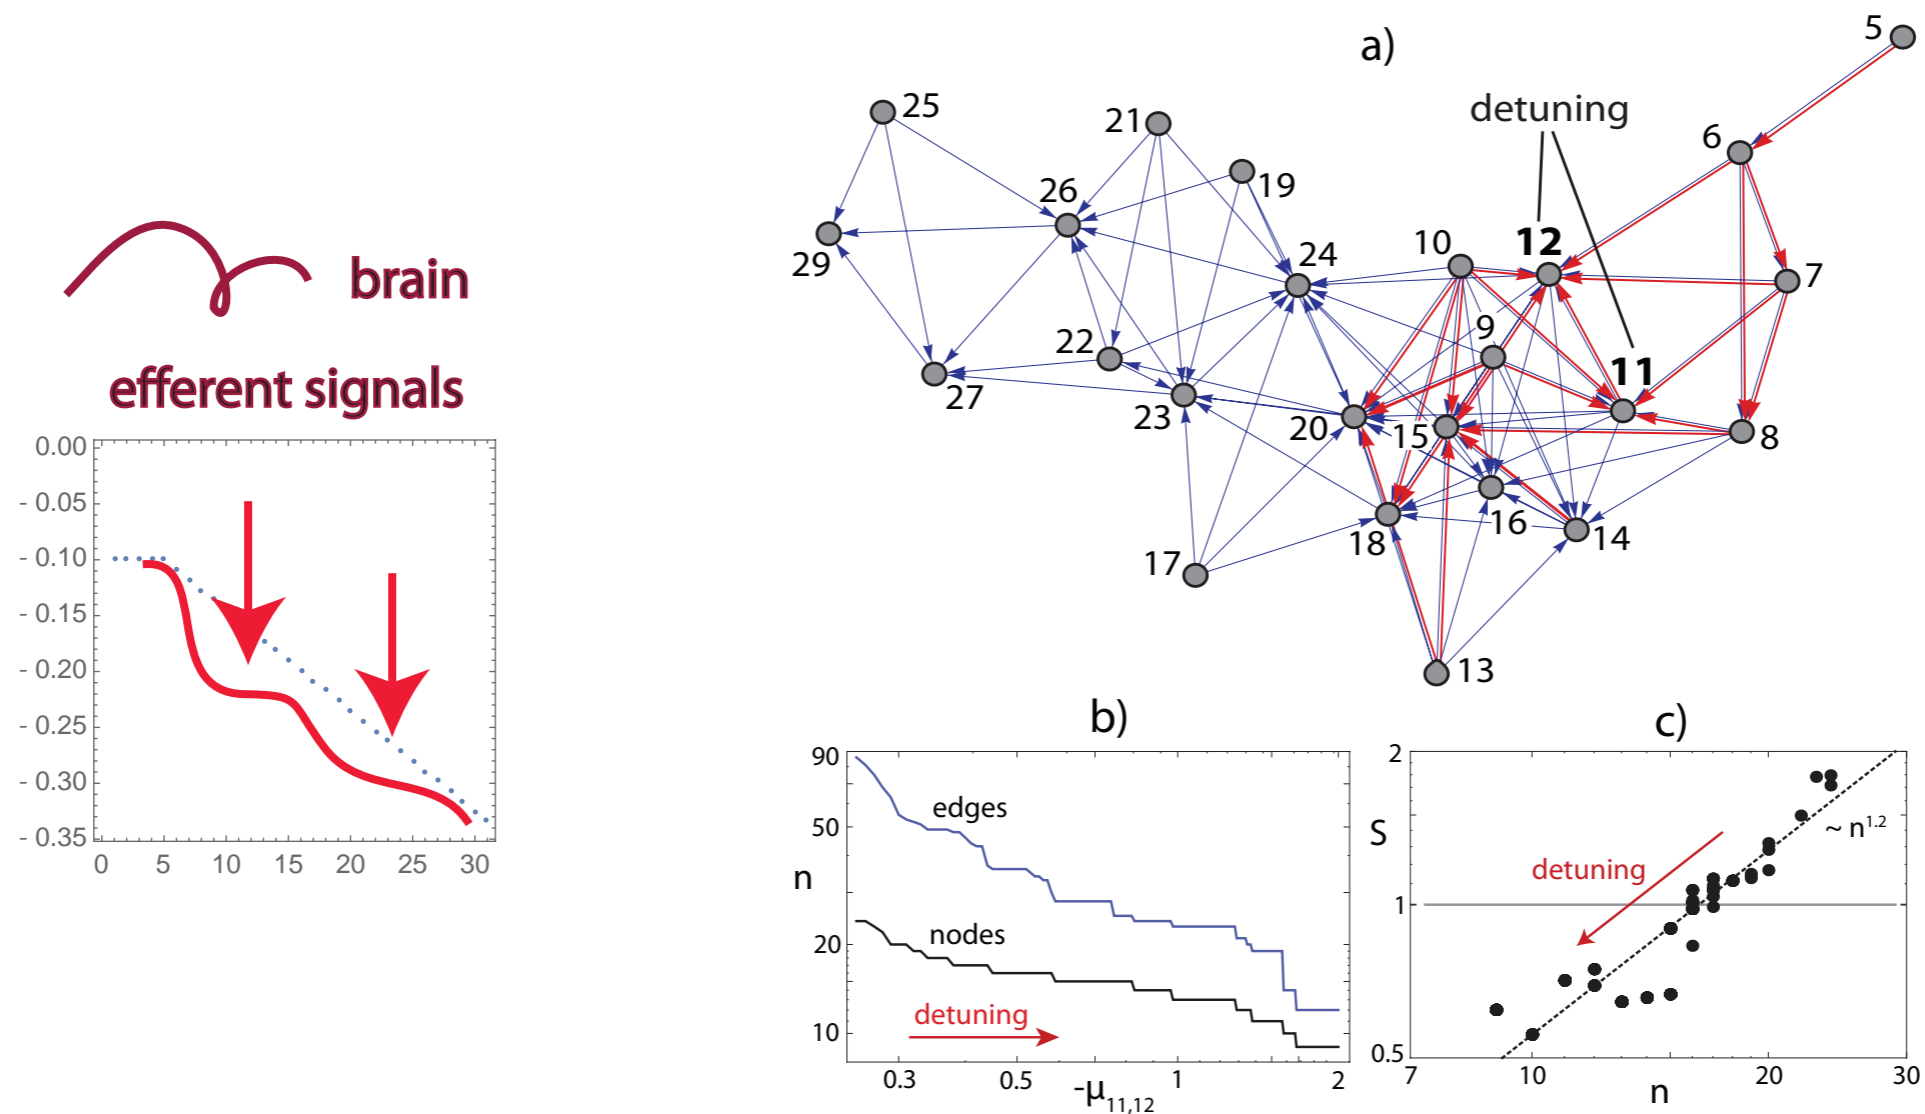 brain
efferent signals
0.00
- 0.05
- 0.10
- 0.15
- 0.20
- 0.25
- 0.30
- 0.35
0 5 10 15 20 25 30
a)
detuning
5
6
7
8
9
10
11
12
13
14
15
16
17
18
19
20
21
22
23
24
25
26
27
29
b)
90
50
20
10
n
edges
nodes
detuning
0.3 0.5 1 2
-μ11,12
c)
2
1
0.5
S
~ n1.2
detuning
7 10 20 30
n